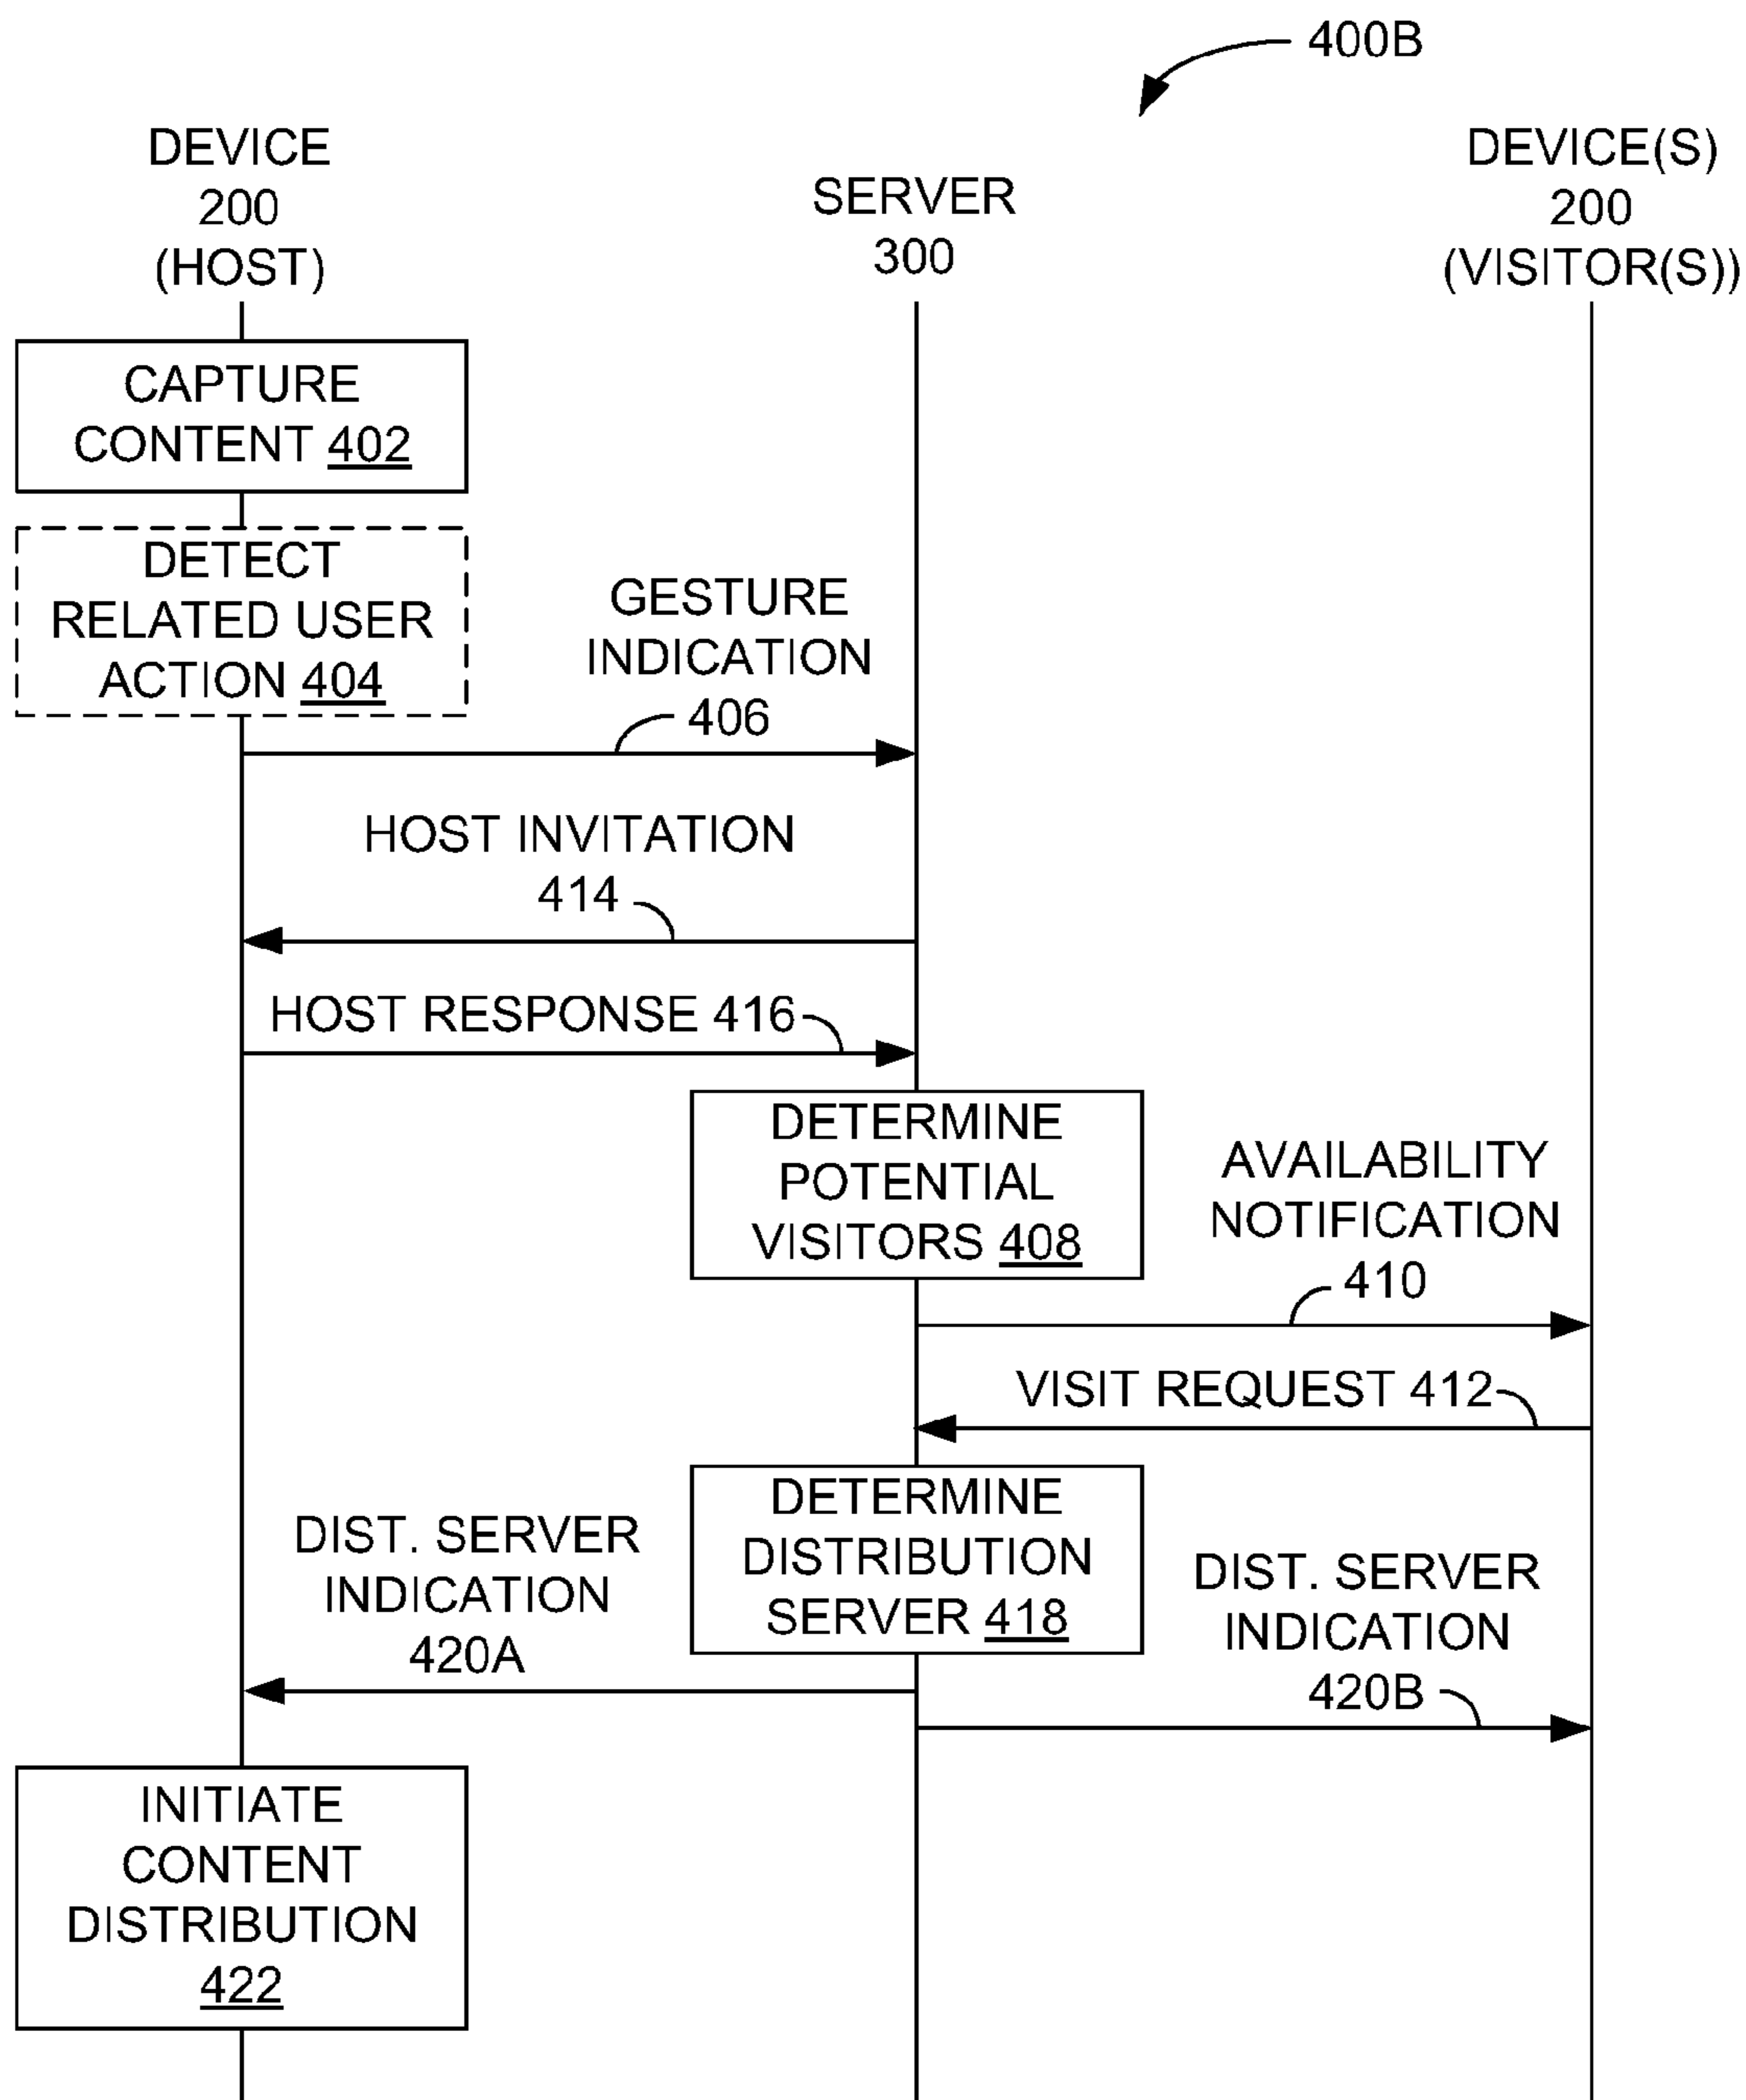 400B
DEVICE
200
(HOST)
SERVER
300
DEVICE(S)
200
(VISITOR(S))
CAPTURE
CONTENT 402
DETECT
RELATED USER
ACTION 404
GESTURE
INDICATION
406
HOST INVITATION
414
HOST RESPONSE 416
DETERMINE
POTENTIAL
VISITORS 408
AVAILABILITY
NOTIFICATION
410
VISIT REQUEST 412
DETERMINE
DISTRIBUTION
SERVER 418
DIST. SERVER
INDICATION
420A
DIST. SERVER
INDICATION
420B
INITIATE
CONTENT
DISTRIBUTION
422